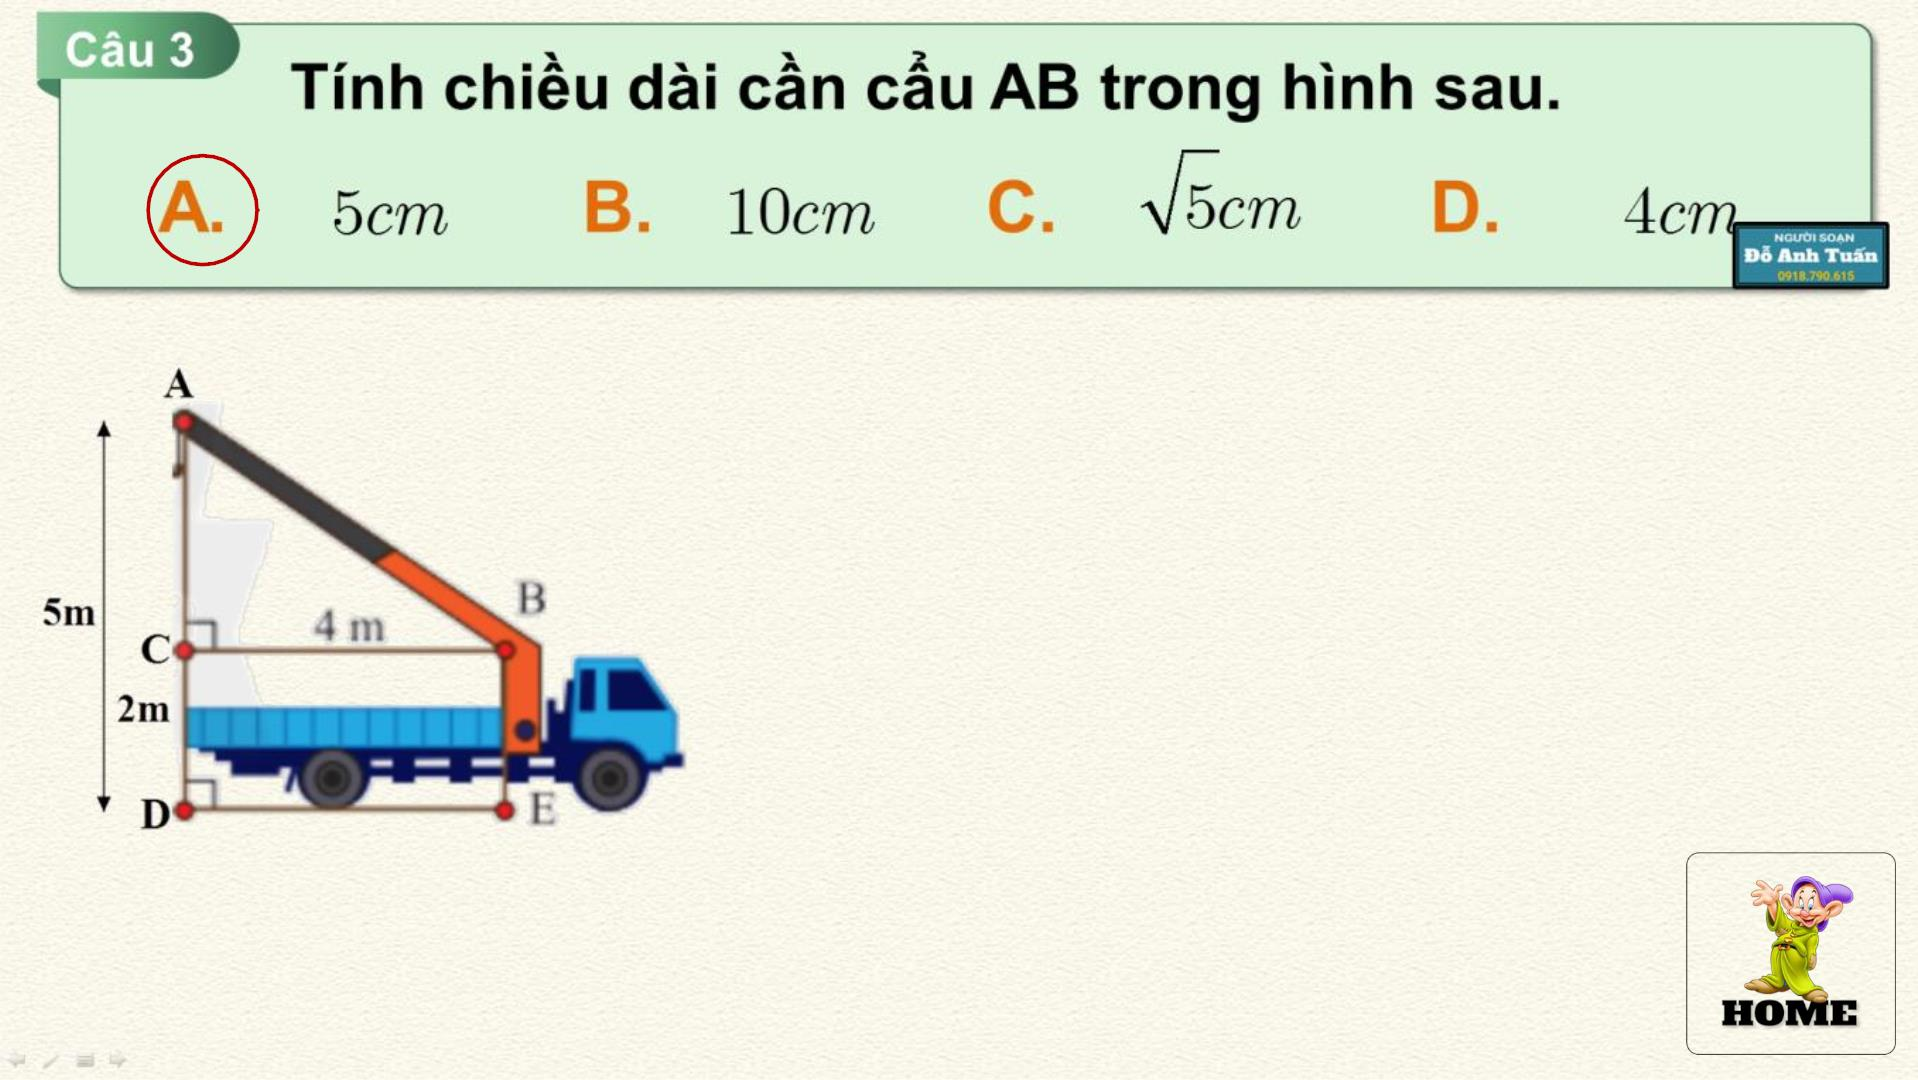 Câu 3
Tính chiều dài cần cẩu AB trong hình sau.
A. 5cm B. 10cm C. √5cm D. 4cm
NGƯỜI SOẠN
Đỗ Anh Tuấn
0918.790.615
A
B
5m
4 m
C
2m
D
E
HOME